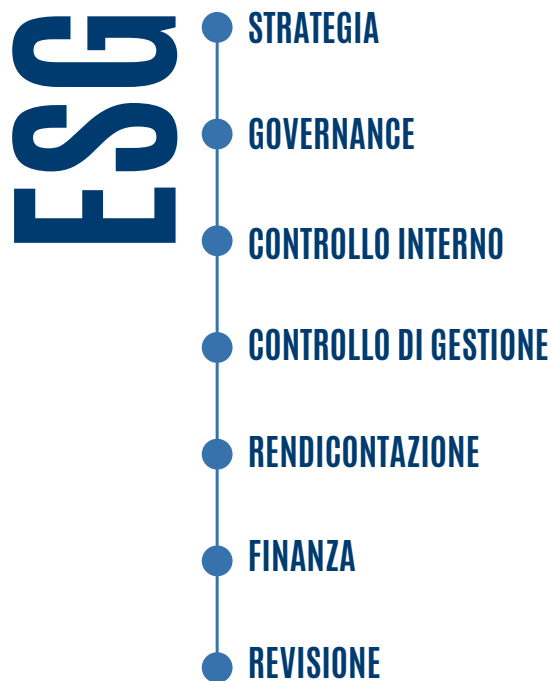 ESG
STRATEGIA
GOVERNANCE
CONTROLLO INTERNO
CONTROLLO DI GESTIONE
RENDICONTAZIONE
FINANZA
REVISIONE